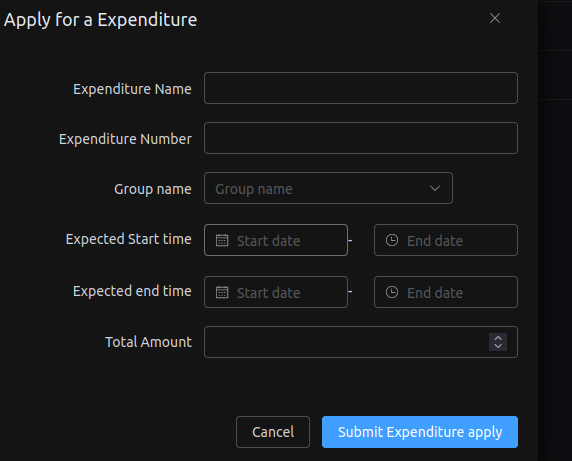 Apply for a Expenditure
Expenditure Name
Expenditure Number
Group name Group name
Expected Start time Start date - End date
Expected end time Start date - End date
Total Amount
Cancel Submit Expenditure apply